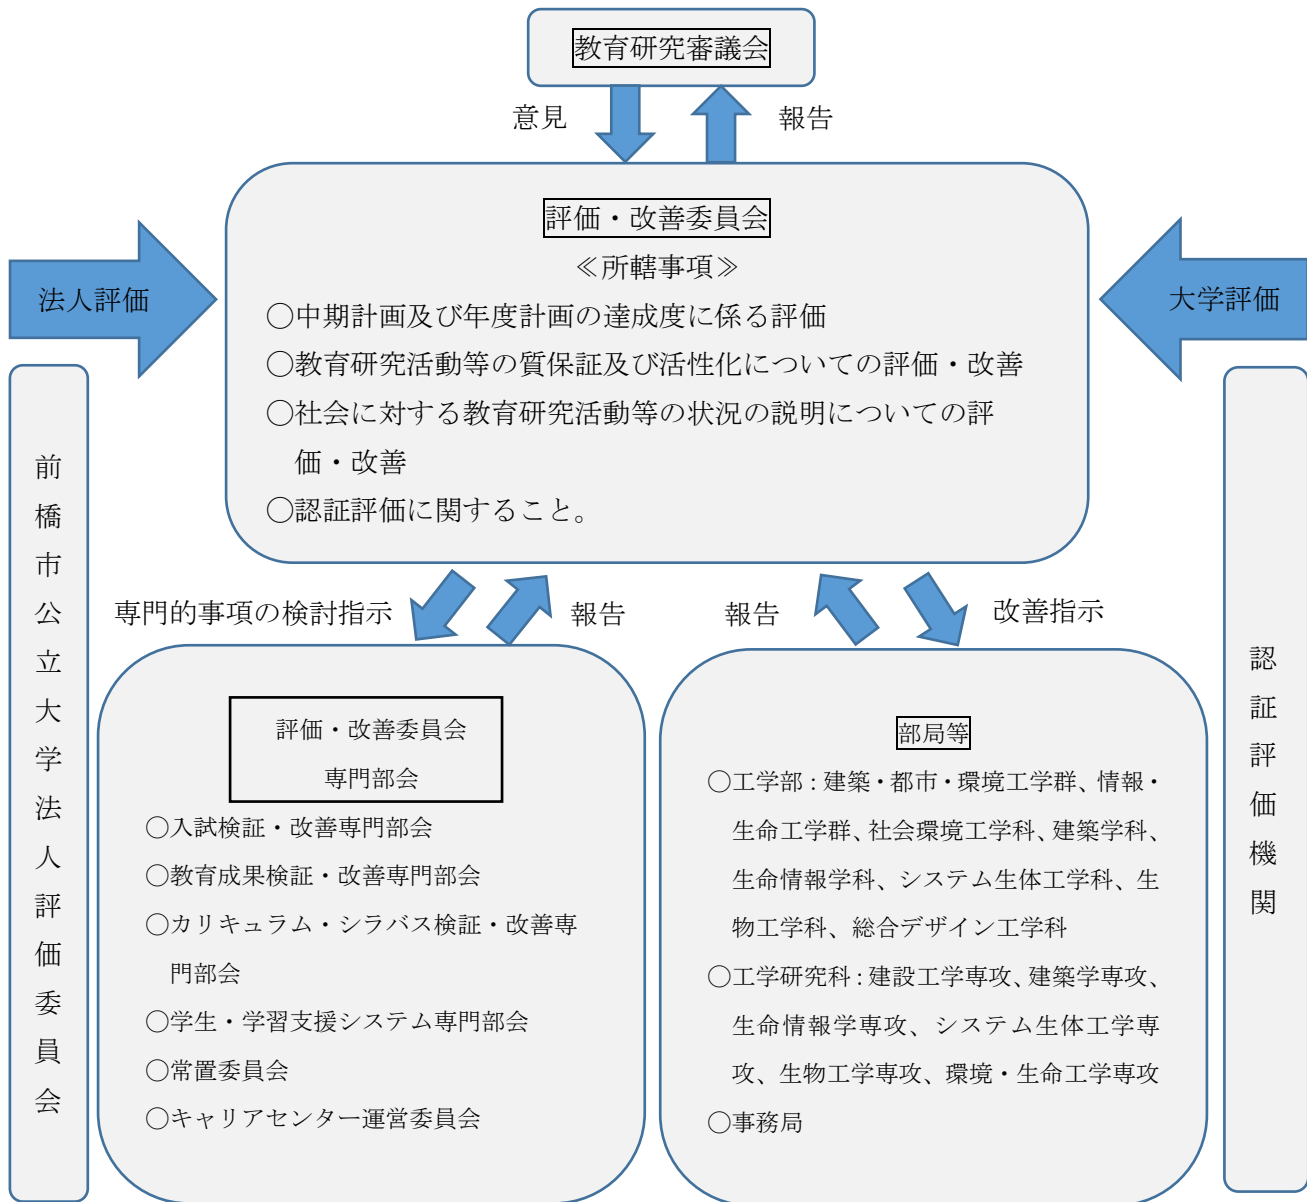 教育研究審議会
意見
報告
評価・改善委員会
≪所轄事項≫
○中期計画及び年度計画の達成度に係る評価
○教育研究活動等の質保証及び活性化についての評価・改善
○社会に対する教育研究活動等の状況の説明についての評
価・改善
○認証評価に関すること。
法人評価
大学評価
前橋市公立大学法人評価委員会
認証評価機関
専門的事項の検討指示
報告
報告
改善指示
評価・改善委員会
専門部会
○入試検証・改善専門部会
○教育成果検証・改善専門部会
○カリキュラム・シラバス検証・改善専
門部会
○学生・学習支援システム専門部会
○常置委員会
○キャリアセンター運営委員会
部局等
○工学部：建築・都市・環境工学群、情報・
生命工学群、社会環境工学科、建築学科、
生命情報学科、システム生体工学科、生
物工学科、総合デザイン工学科
○工学研究科：建設工学専攻、建築学専攻、
生命情報学専攻、システム生体工学専
攻、生物工学専攻、環境・生命工学専攻
○事務局